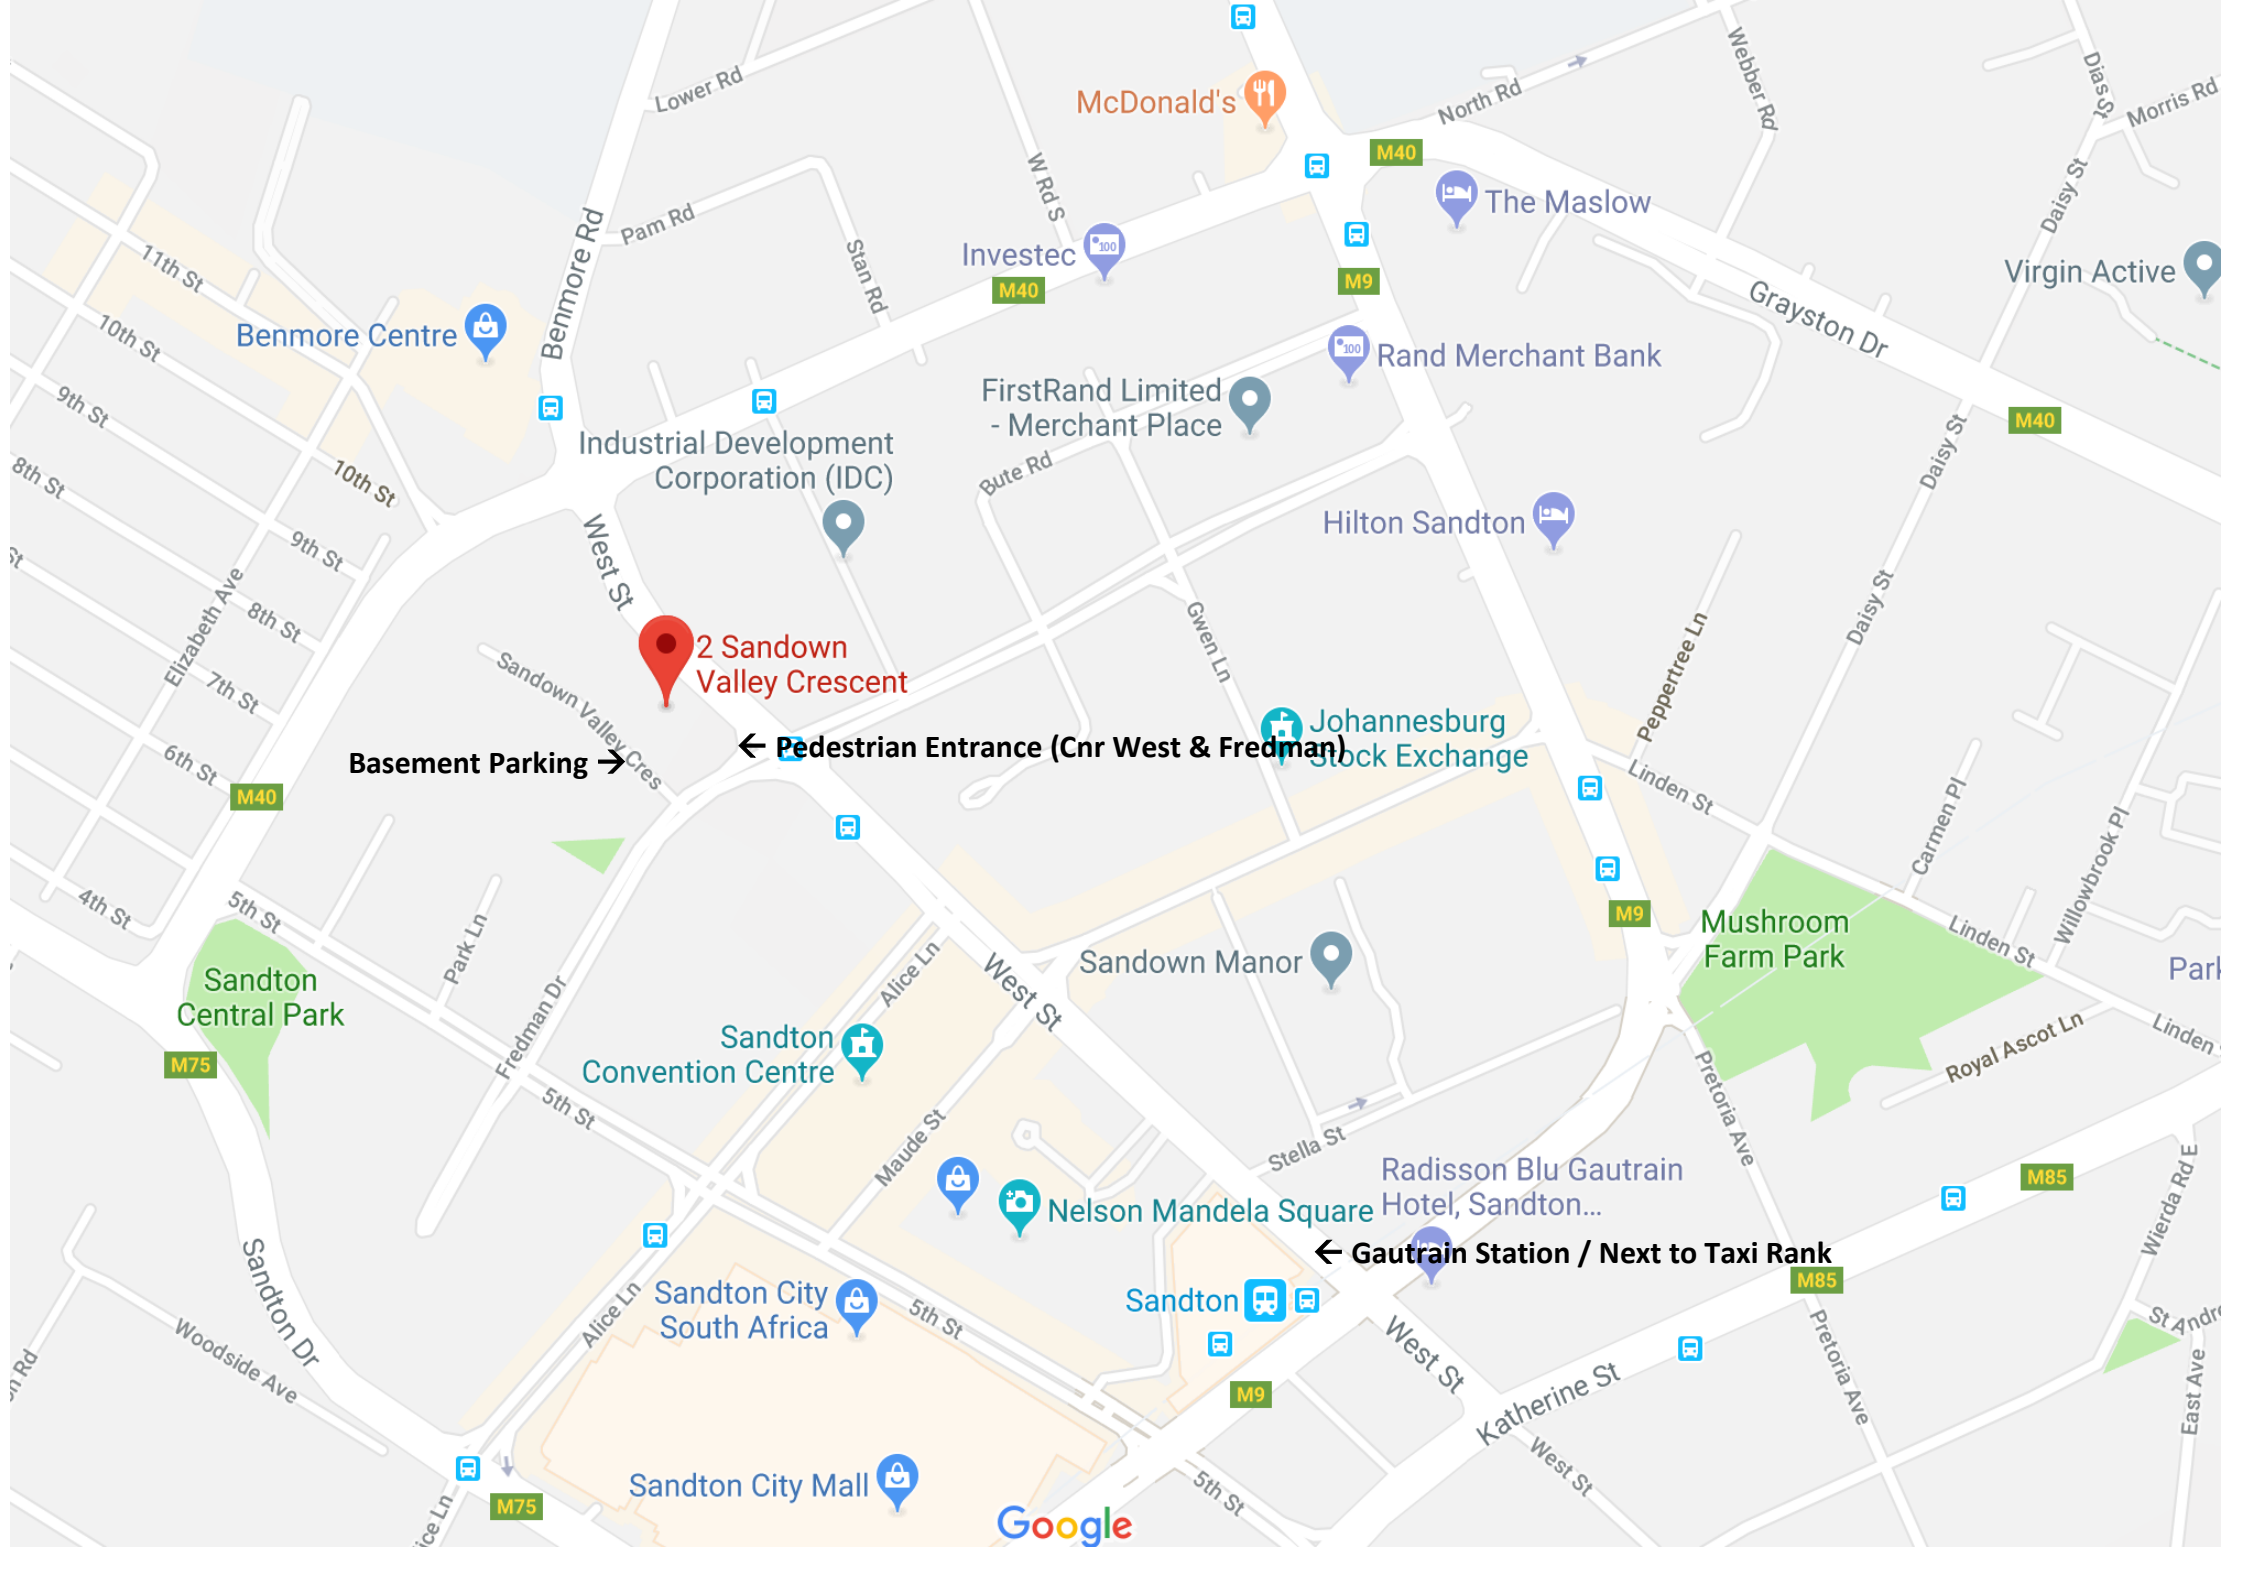 Lower Rd
McDonald's
North Rd
Webber Rd
Dias St
Morris Rd
M40
W Rd S
Pam Rd
The Maslow
Daisy St
Benmore Rd
11th St
Stan Rd
Investec
M40
M9
Virgin Active
Grayston Dr
10th St
Benmore Centre
Rand Merchant Bank
9th St
FirstRand Limited
- Merchant Place
M40
Industrial Development
Corporation (IDC)
8th St
10th St
Bute Rd
Daisy St
Hilton Sandton
9th St
West St
St
Elizabeth Ave
8th St
Gwen Ln
Daisy St
Peppertree Ln
2 Sandown
Valley Crescent
Sandown Valley Cres
7th St
Johannesburg
Stock Exchange
← Pedestrian Entrance (Cnr West & Fredman)
Basement Parking →
6th St
M40
Linden St
Carmen Pl
Willowbrook Pl
4th St
5th St
M9
Mushroom
Farm Park
Park Ln
Alice Ln
West St
Sandown Manor
Linden St
Park
Sandton
Central Park
Fredman Dr
Sandton
Convention Centre
M75
Linden
Royal Ascot Ln
5th St
Pretoria Ave
Maude St
Stella St
Radisson Blu Gautrain
Hotel, Sandton...
M85
Wierda Rd E
Nelson Mandela Square
← Gautrain Station / Next to Taxi Rank
M85
Sandton Dr
Sandton City
South Africa
Alice Ln
5th St
Sandton
Woodside Ave
n Rd
West St
Katherine St
Pretoria Ave
St Andre
East Ave
M9
Sandton City Mall
5th St
West St
M75
ice Ln
Google